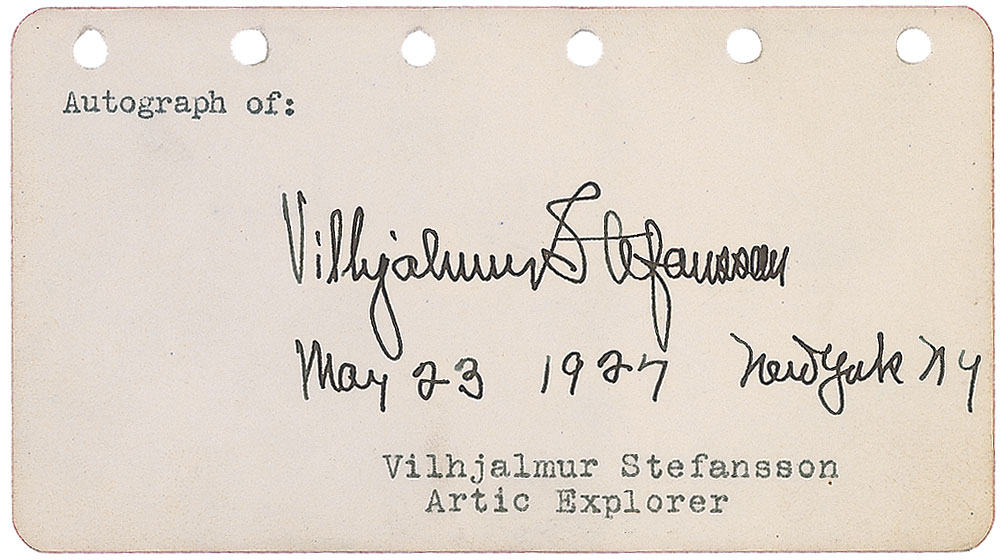 Autograph of:
Vilhjalmur Stefansson
May 23 1927 New York NY
Vilhjalmur Stefansson
Artic Explorer